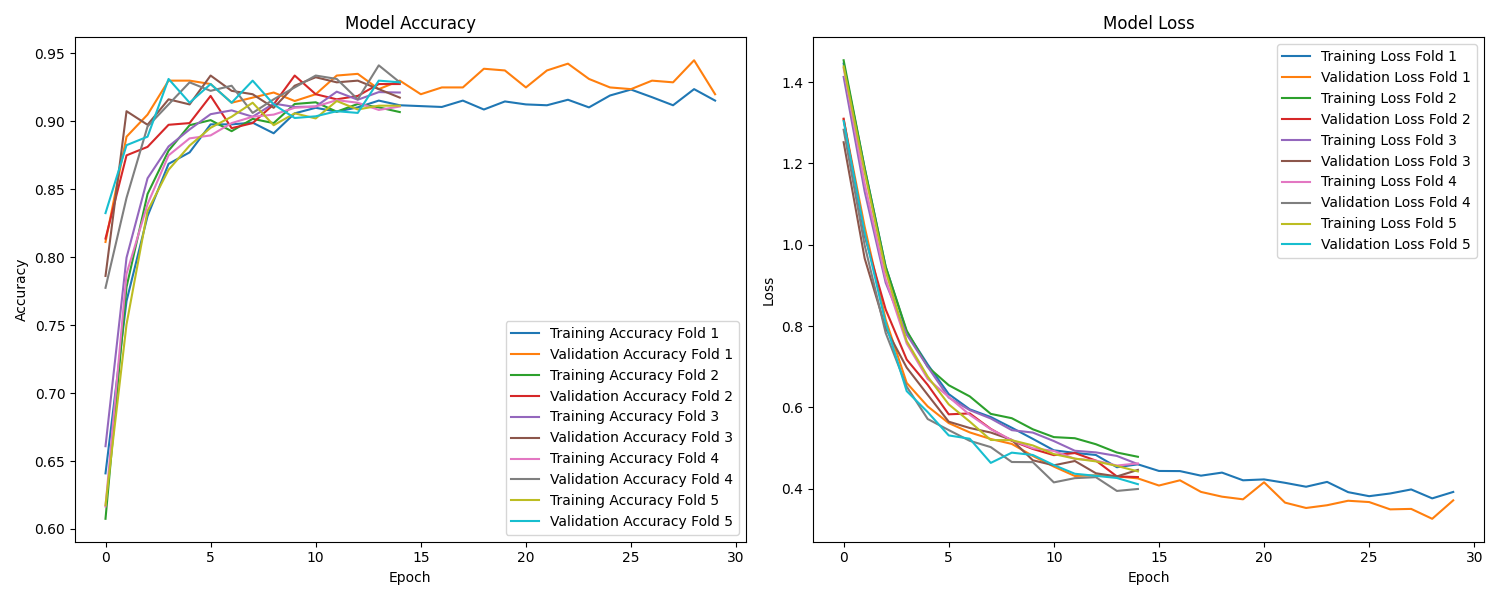 Model Accuracy
0.95
0.90
0.85
0.80
0.75
0.70
0.65
0.60
Accuracy
0 5 10 15 20 25 30
Epoch
Training Accuracy Fold 1
Validation Accuracy Fold 1
Training Accuracy Fold 2
Validation Accuracy Fold 2
Training Accuracy Fold 3
Validation Accuracy Fold 3
Training Accuracy Fold 4
Validation Accuracy Fold 4
Training Accuracy Fold 5
Validation Accuracy Fold 5
Model Loss
1.4
1.2
1.0
0.8
0.6
0.4
Loss
0 5 10 15 20 25 30
Epoch
Training Loss Fold 1
Validation Loss Fold 1
Training Loss Fold 2
Validation Loss Fold 2
Training Loss Fold 3
Validation Loss Fold 3
Training Loss Fold 4
Validation Loss Fold 4
Training Loss Fold 5
Validation Loss Fold 5